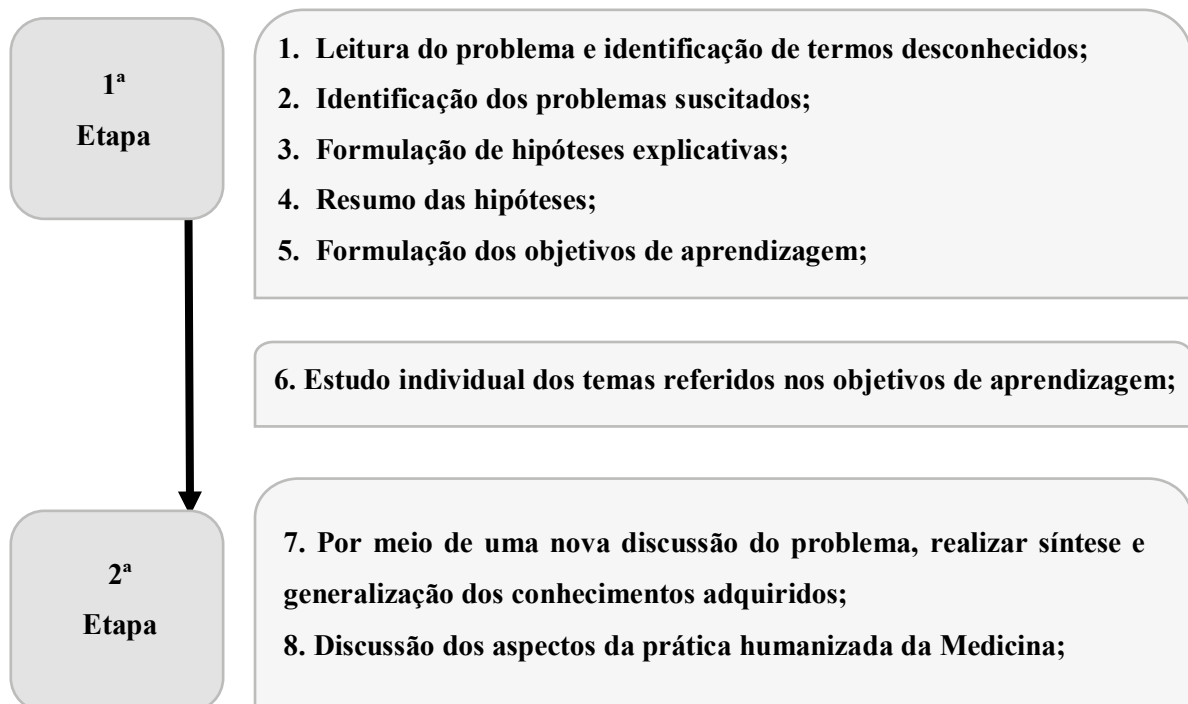 1ª
Etapa
1. Leitura do problema e identificação de termos desconhecidos;
2. Identificação dos problemas suscitados;
3. Formulação de hipóteses explicativas;
4. Resumo das hipóteses;
5. Formulação dos objetivos de aprendizagem;
6. Estudo individual dos temas referidos nos objetivos de aprendizagem;
2ª
Etapa
7. Por meio de uma nova discussão do problema, realizar síntese e
generalização dos conhecimentos adquiridos;
8. Discussão dos aspectos da prática humanizada da Medicina;